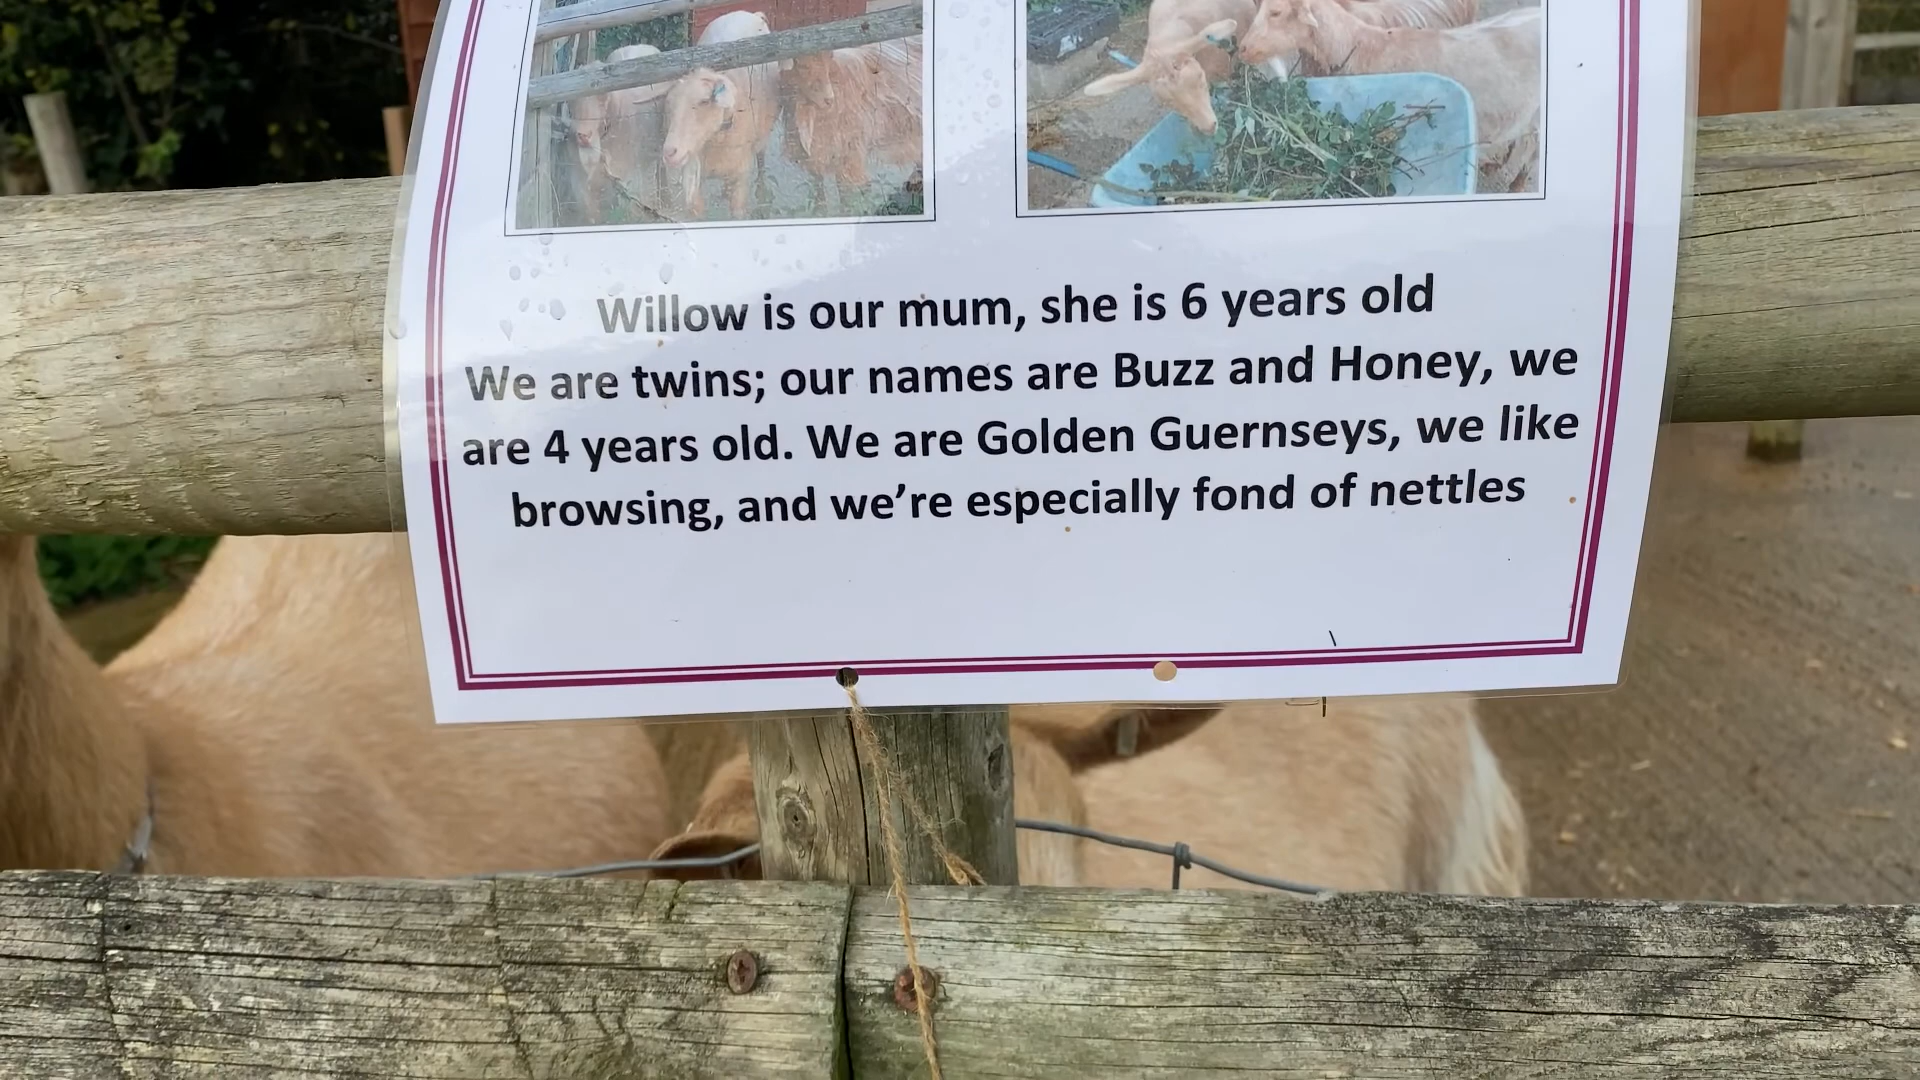 Willow is our mum, she is 6 years old
We are twins; our names are Buzz and Honey, we
are 4 years old. We are Golden Guernseys, we like
browsing, and we're especially fond of nettles